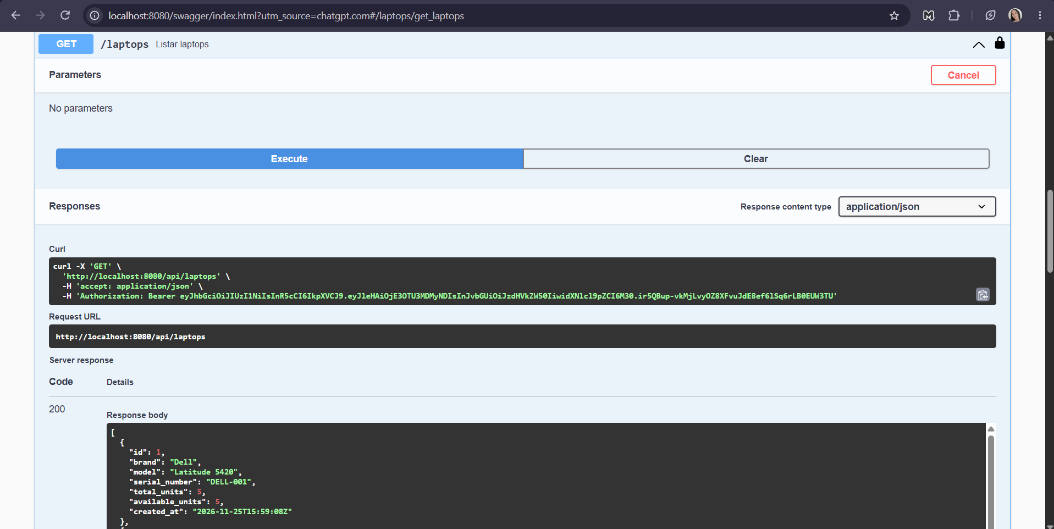 localhost:8080/swagger/index.html?utm_source=chatgpt.com#/laptops/get_laptops
GET /laptops Listar laptops
Parameters Cancel
No parameters
Execute Clear
Responses Response content type application/json
Curl
curl -X 'GET' \
'http://localhost:8080/api/laptops' \
-H 'accept: application/json' \
-H 'Authorization: Bearer
Request URL
http://localhost:8080/api/laptops
Server response
Code Details
200
Response body
[
{
"id": 1,
"brand": "Dell",
"model": "Latitude 5420",
"serial_number": "DELL-001",
"total_units": 5,
"available_units": 5,
"created_at": "2026-11-25T15:59:08Z"
},